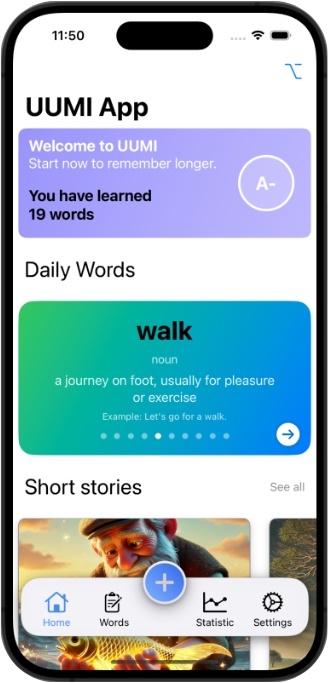 11:50
UUMI App
Welcome to UUMI
Start now to remember longer.
You have learned
19 words
A-
Daily Words
walk
noun
a journey on foot, usually for pleasure
or exercise
Example: Let's go for a walk.
Short stories
See all
Home
Words
Statistic
Settings